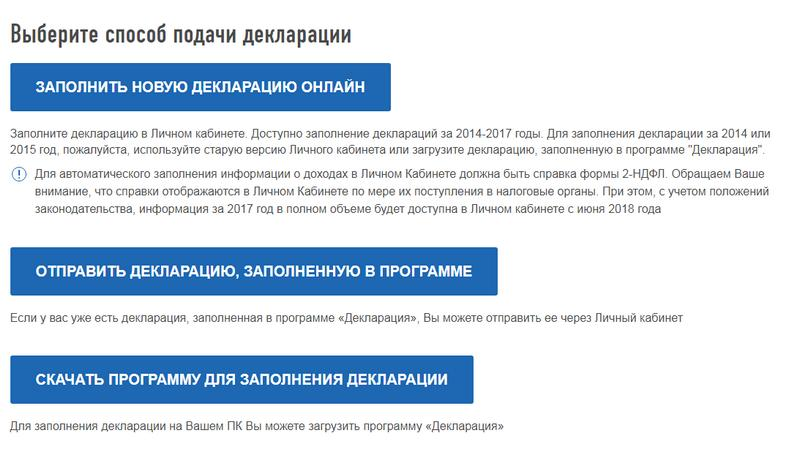 Выберите способ подачи декларации
ЗАПОЛНИТЬ НОВУЮ ДЕКЛАРАЦИЮ ОНЛАЙН
Заполните декларацию в Личном кабинете. Доступно заполнение деклараций за 2014-2017 годы. Для заполнения декларации за 2014 или
2015 год, пожалуйста, используйте старую версию Личного кабинета или загрузите декларацию, заполненную в программе "Декларация".
Для автоматического заполнения информации о доходах в Личном Кабинете должна быть справка формы 2-НДФЛ. Обращаем Ваше
внимание, что справки отображаются в Личном Кабинете по мере их поступления в налоговые органы. При этом, с учетом положений
законодательства, информация за 2017 год в полном объеме будет доступна в Личном кабинете с июня 2018 года
ОТПРАВИТЬ ДЕКЛАРАЦИЮ, ЗАПОЛНЕННУЮ В ПРОГРАММЕ
Если у вас уже есть декларация, заполненная в программе «Декларация», Вы можете отправить ее через Личный кабинет
СКАЧАТЬ ПРОГРАММУ ДЛЯ ЗАПОЛНЕНИЯ ДЕКЛАРАЦИИ
Для заполнения декларации на Вашем ПК Вы можете загрузить программу «Декларация»